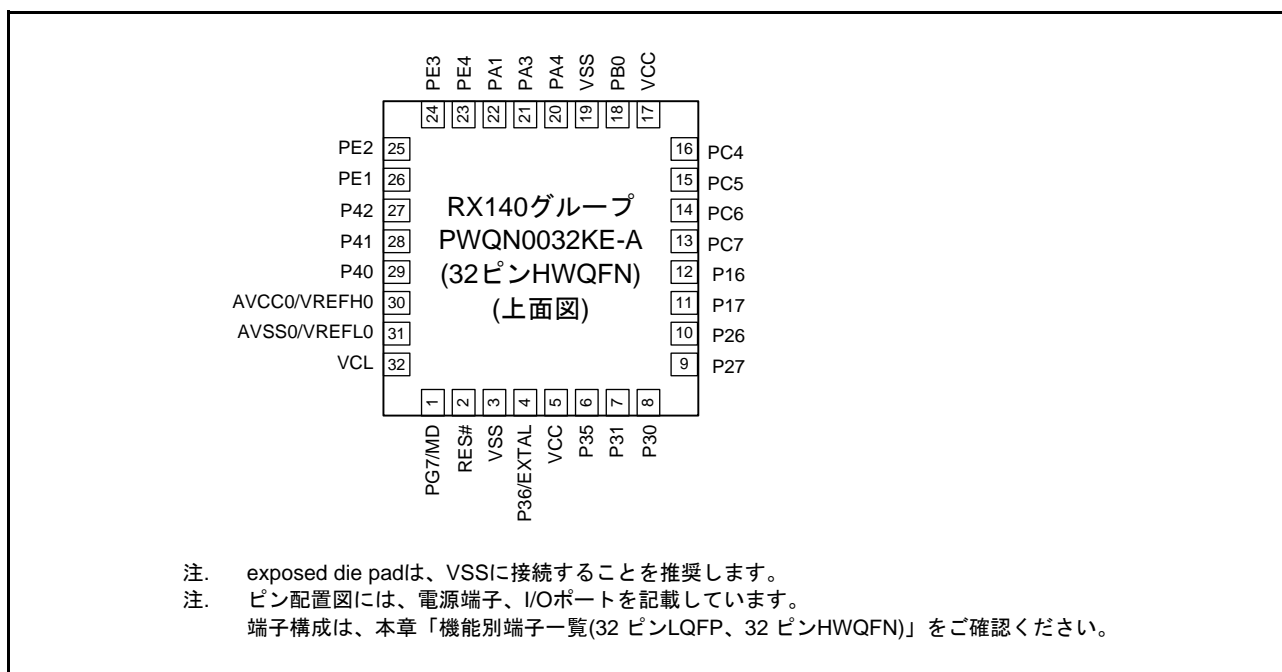 PE3
PE4
PA1
PA3
PA4
VSS
PB0
VCC
24
23
22
21
20
19
18
17
PE2 25
PE1 26
P42 27
P41 28
P40 29
AVCC0/VREFH0 30
AVSS0/VREFL0 31
VCL 32
RX140グループ
PWQN0032KE-A
(32ピンHWQFN)
(上面図)
16 PC4
15 PC5
14 PC6
13 PC7
12 P16
11 P17
10 P26
9 P27
1
2
3
4
5
6
7
8
PG7/MD
RES#
VSS
P36/EXTAL
VCC
P35
P31
P30
注. exposed die padは、VSSに接続することを推奨します。
注. ピン配置図には、電源端子、I/Oポートを記載しています。
端子構成は、本章「機能別端子一覧(32 ピンLQFP、32 ピンHWQFN)」をご確認ください。